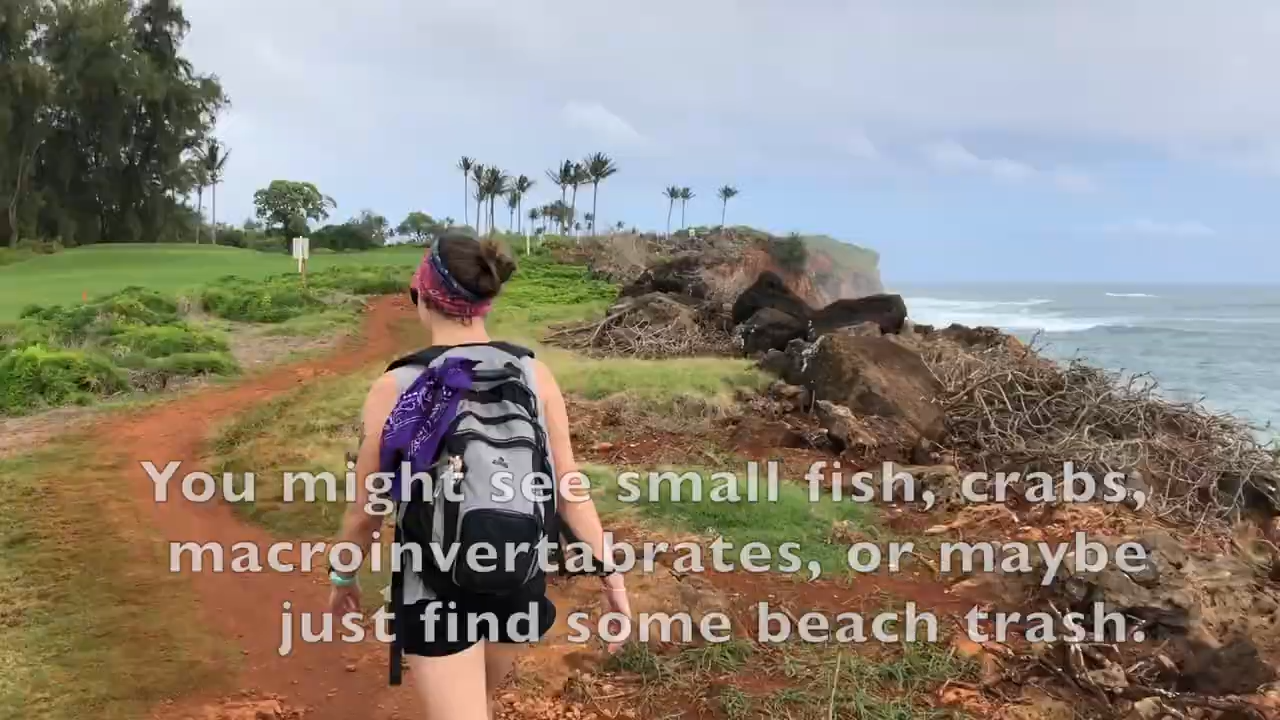 You might see small fish, crabs,
macroinvertabrates, or maybe
just find some beach trash.